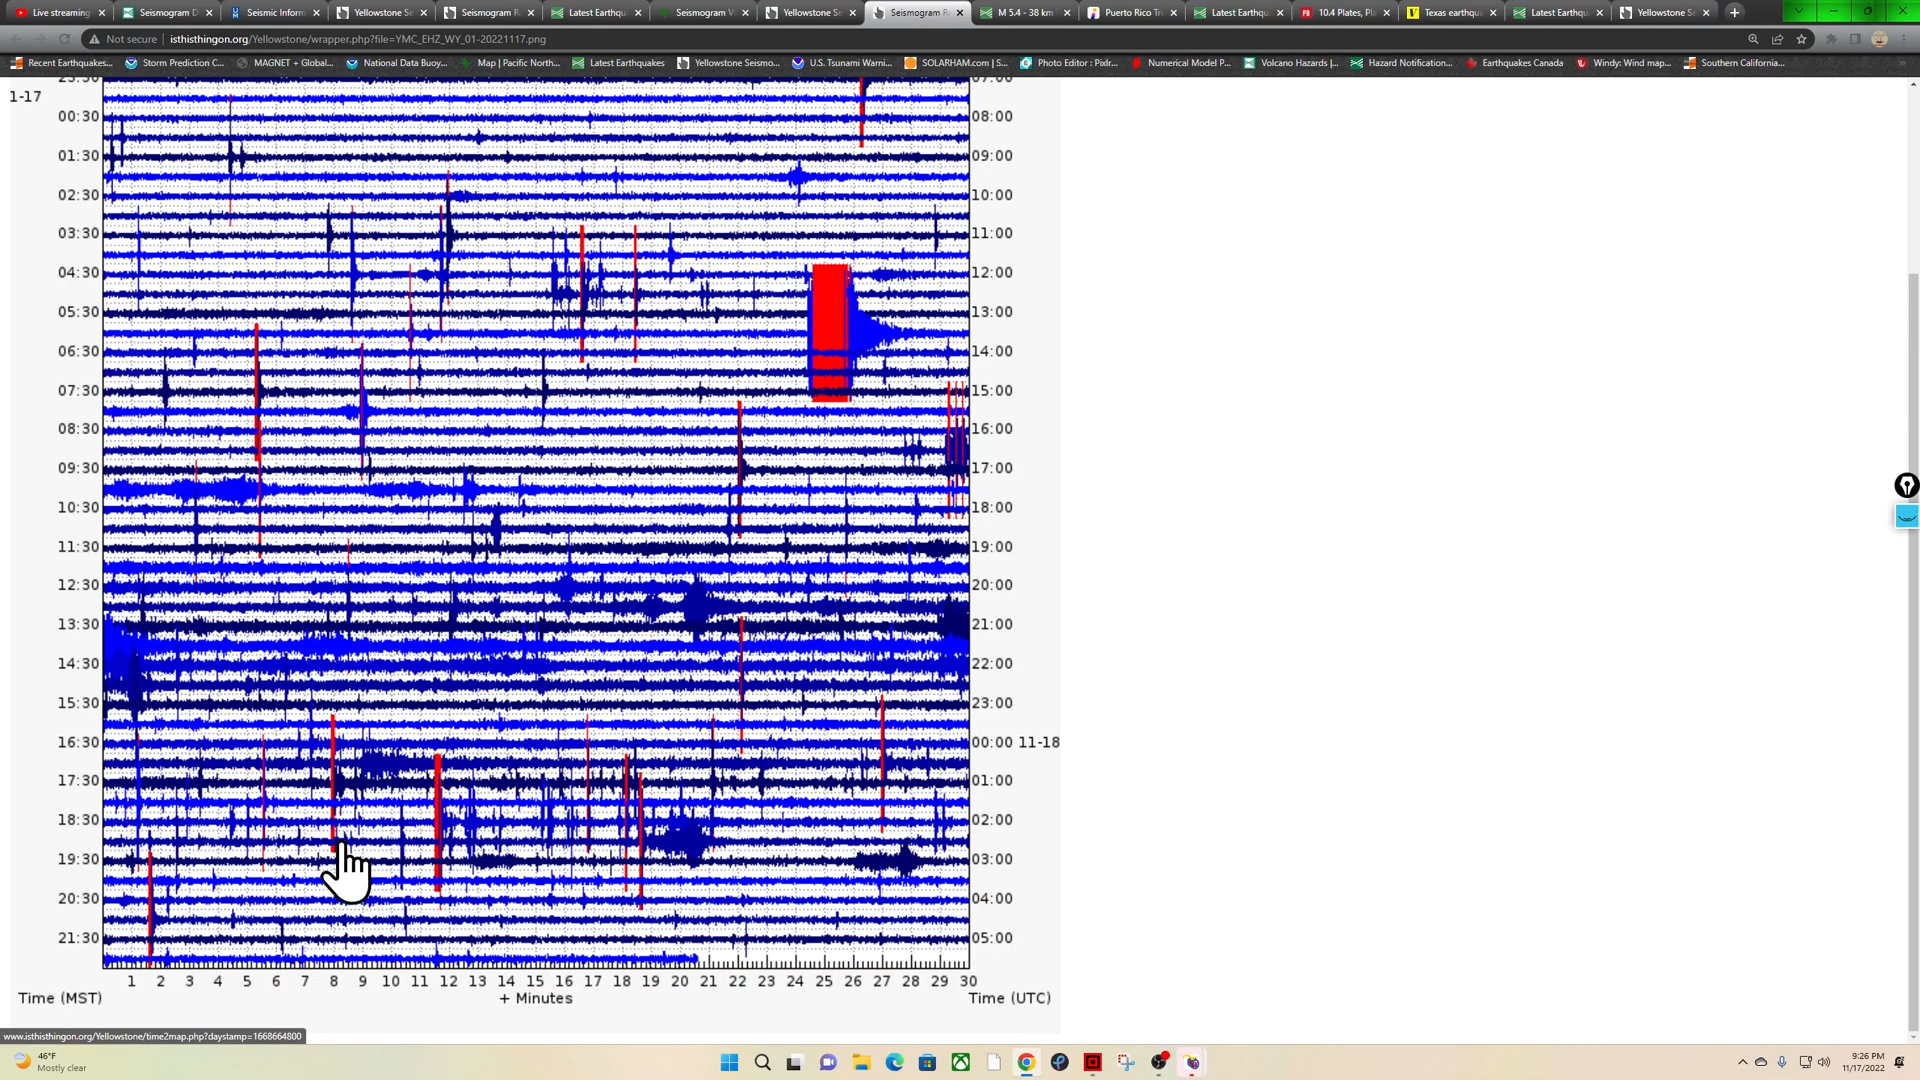 Live streaming
Seismogram D
Seismic Inform
Yellowstone S
Seismogram R
Latest Earthqu
Seismogram V
Yellowstone Se
Seismogram R
M 5.4 - 38 km
Puerto Rico Tr
Latest Earthqu
10.4 Plates, Pl
Texas earthqu
Latest Earthqu
Yellowstone Se
Not secure
isthisthingon.org/Yellowstone/wrapper.php?file=YMC_EHZ_WY_01-20221117.png
Recent Earthquakes...
Storm Prediction C...
MAGNET + Global...
National Data Buoy...
Map | Pacific North...
Latest Earthquakes
Yellowstone Seismo...
U.S. Tsunami Warni...
SOLARHAM.com | S...
Photo Editor : Pixlr...
Numerical Model P...
Volcano Hazards |...
Hazard Notification...
Earthquakes Canada
Windy: Wind map...
Southern California...
23:30 07:00
1-17
00:30 08:00
01:30 09:00
02:30 10:00
03:30 11:00
04:30 12:00
05:30 13:00
06:30 14:00
07:30 15:00
08:30 16:00
09:30 17:00
10:30 18:00
11:30 19:00
12:30 20:00
13:30 21:00
14:30 22:00
15:30 23:00
16:30 00:00 11-18
17:30 01:00
18:30 02:00
19:30 03:00
20:30 04:00
21:30 05:00
1 2 3 4 5 6 7 8 9 10 11 12 13 14 15 16 17 18 19 20 21 22 23 24 25 26 27 28 29 30
Time (MST) + Minutes Time (UTC)
www.isthisthingon.org/Yellowstone/time2map.php?daystamp=1668664800
46°F
Mostly clear
9:26 PM
11/17/2022